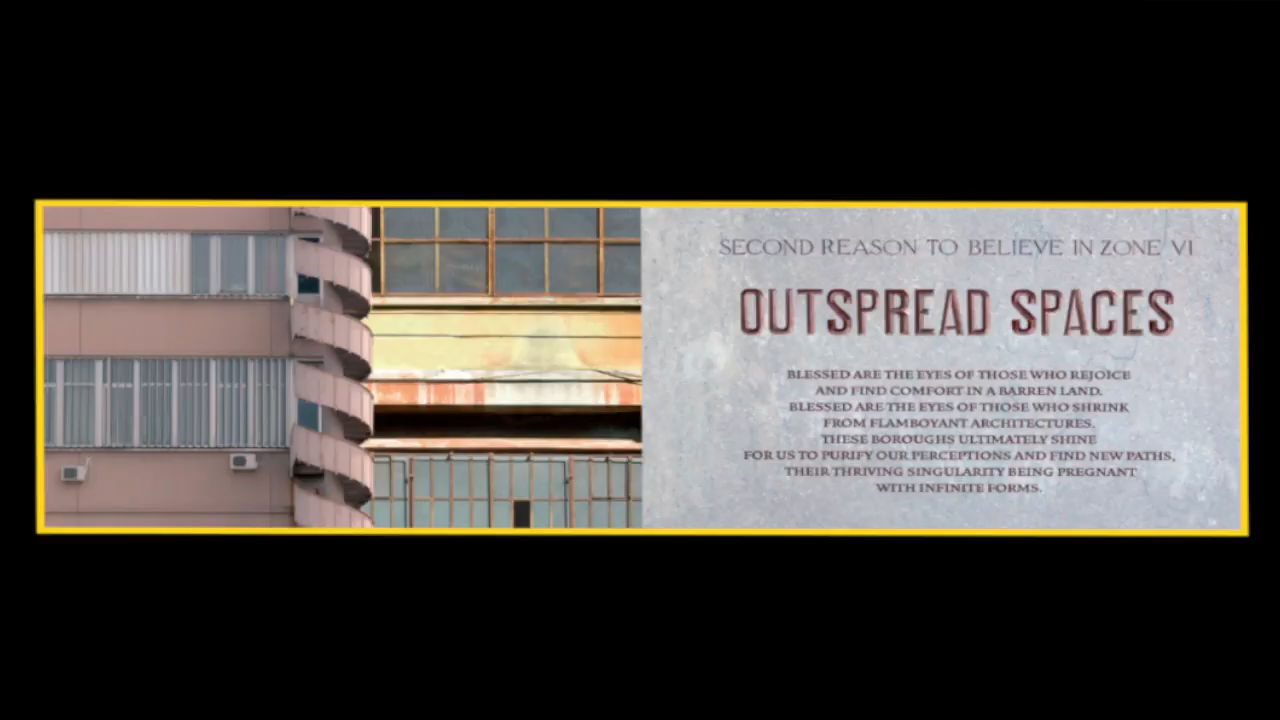 SECOND REASON TO BELIEVE IN ZONE VI
OUTSPREAD SPACES
BLESSED ARE THE EYES OF THOSE WHO REJOICE
AND FIND COMFORT IN A BARREN LAND.
BLESSED ARE THE EYES OF THOSE WHO SHRINK
FROM FLAMBOYANT ARCHITECTURES.
THESE BOROUGHS ULTIMATELY SHINE
FOR US TO PURIFY OUR PERCEPTIONS AND FIND NEW PATHS,
THEIR THRIVING SINGULARITY BEING PREGNANT
WITH INFINITE FORMS.